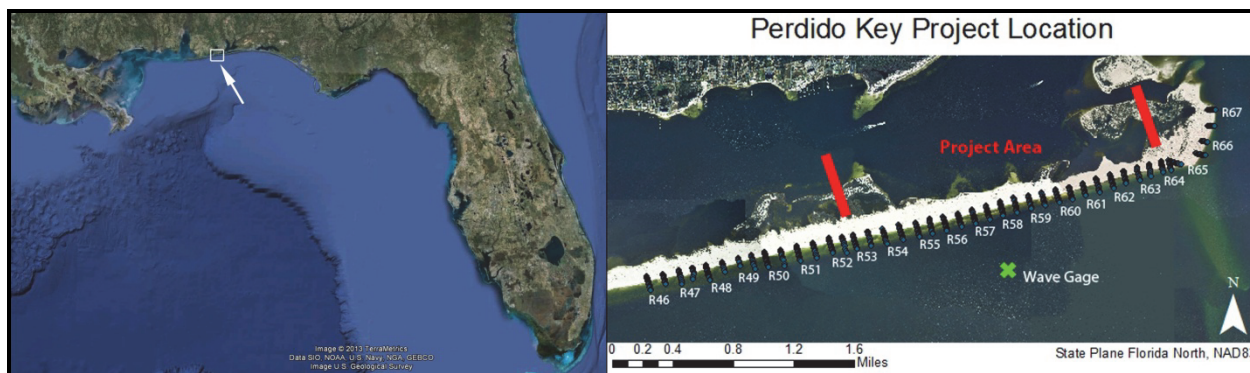 Image © 2013 TerraMetrics
Data SIO, NOAA, U.S. Navy, NGA, GEBCO
Image U.S. Geological Survey
Perdido Key Project Location
Project Area
R67
R66
R65
R64
R63
R62
R61
R60
R59
R58
R57
R56
R55
R54
R53
R52
R51
R50
R49
R48
R47
R46
Wave Gage
N
0 0.2 0.4 0.8 1.2 1.6
Miles
State Plane Florida North, NAD8